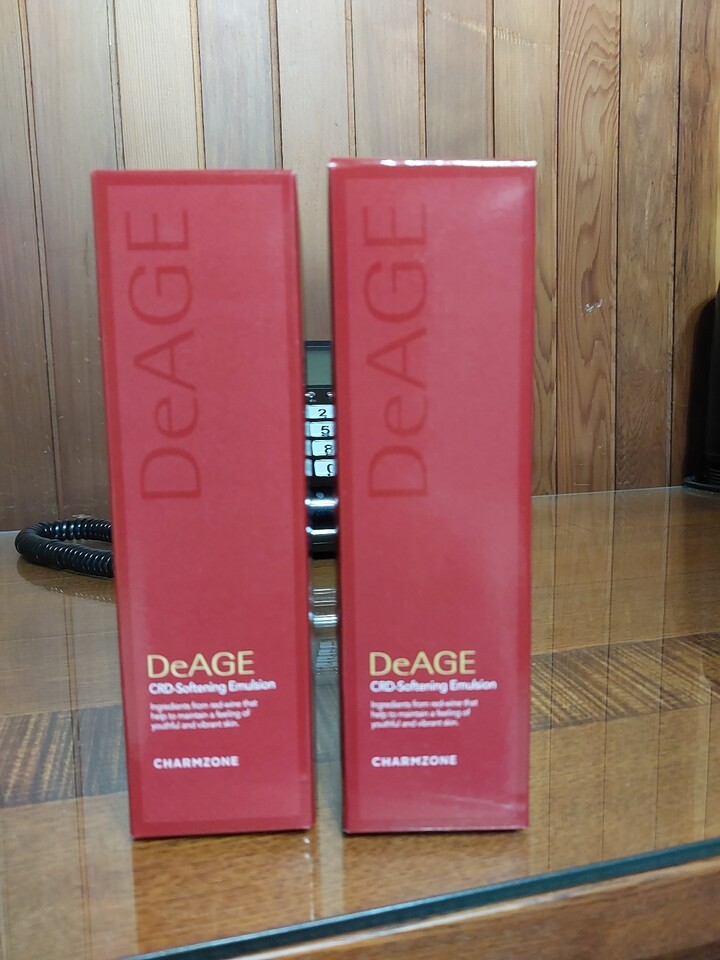 DeAGE
DeAGE
CRD-Softening Emulsion
Ingredients from red-wine that
help to maintain a feeling of
youthful and vibrant skin.
CHARMZONE
DeAGE
DeAGE
CRD-Softening Emulsion
Ingredients from red-wine that
help to maintain a feeling of
youthful and vibrant skin.
CHARMZONE
2
5
8
0